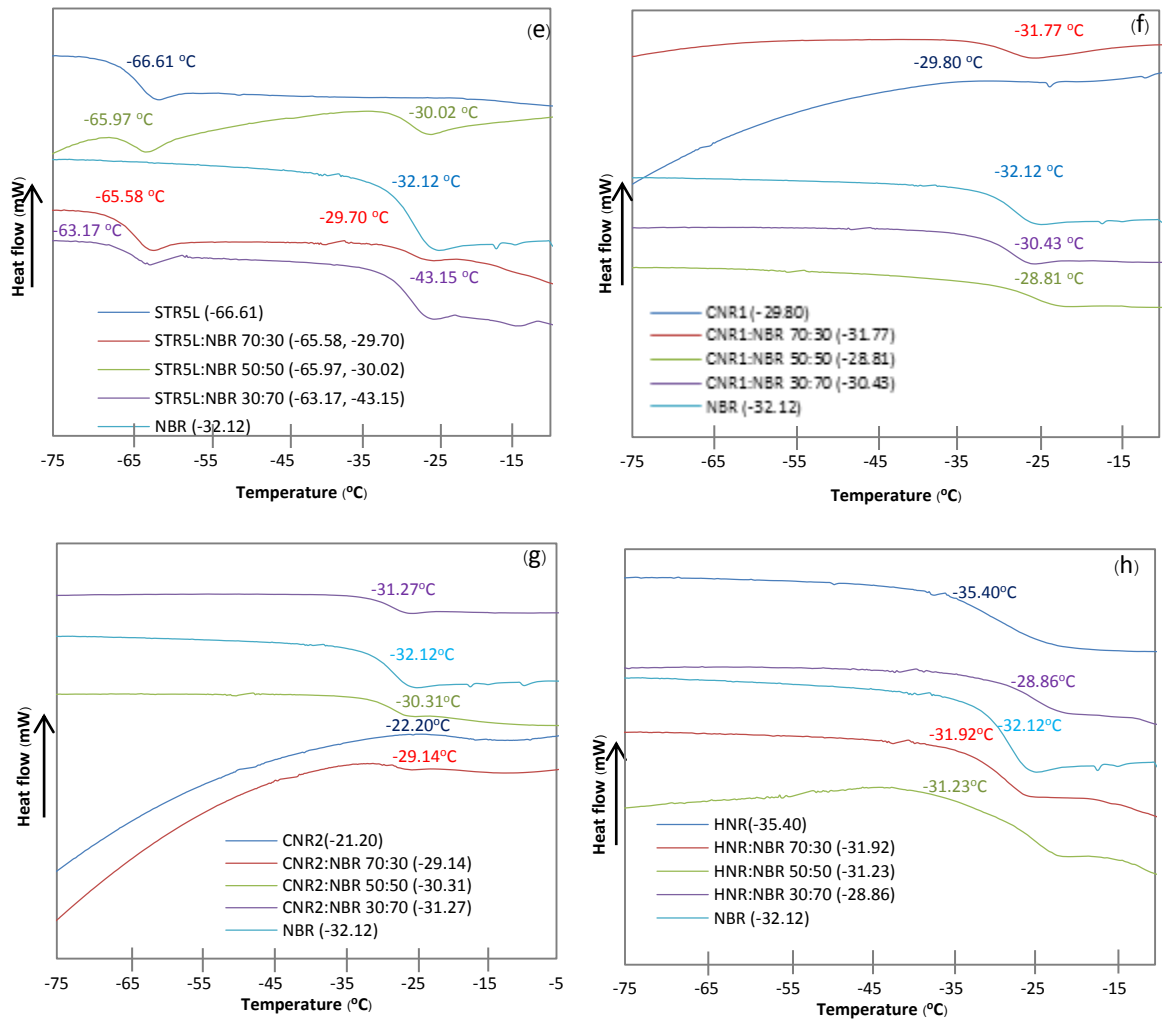 (e)
-66.61 °C
-65.97 °C
-30.02 °C
-32.12 °C
-65.58 °C
-29.70 °C
-63.17 °C
-43.15 °C
STR5L (-66.61)
STR5L:NBR 70:30 (-65.58, -29.70)
STR5L:NBR 50:50 (-65.97, -30.02)
STR5L:NBR 30:70 (-63.17, -43.15)
NBR (-32.12)
Heat flow (mW)
-75 -65 -55 -45 -35 -25 -15
Temperature (°C)
(f)
-31.77 °C
-29.80 °C
-32.12 °C
-30.43 °C
-28.81 °C
CNR1 (-29.80)
CNR1:NBR 70:30 (-31.77)
CNR1:NBR 50:50 (-28.81)
CNR1:NBR 30:70 (-30.43)
NBR (-32.12)
Heat flow (mW)
-75 -65 -55 -45 -35 -25 -15
Temperature (°C)
(g)
-31.27°C
-32.12°C
-30.31°C
-22.20°C
-29.14°C
CNR2(-21.20)
CNR2:NBR 70:30 (-29.14)
CNR2:NBR 50:50 (-30.31)
CNR2:NBR 30:70 (-31.27)
NBR (-32.12)
Heat flow (mW)
-75 -65 -55 -45 -35 -25 -15 -5
Temperature (°C)
(h)
-35.40°C
-28.86°C
-32.12°C
-31.92°C
-31.23°C
HNR(-35.40)
HNR:NBR 70:30 (-31.92)
HNR:NBR 50:50 (-31.23)
HNR:NBR 30:70 (-28.86)
NBR (-32.12)
Heat flow (mW)
-75 -65 -55 -45 -35 -25 -15
Temperature (°C)